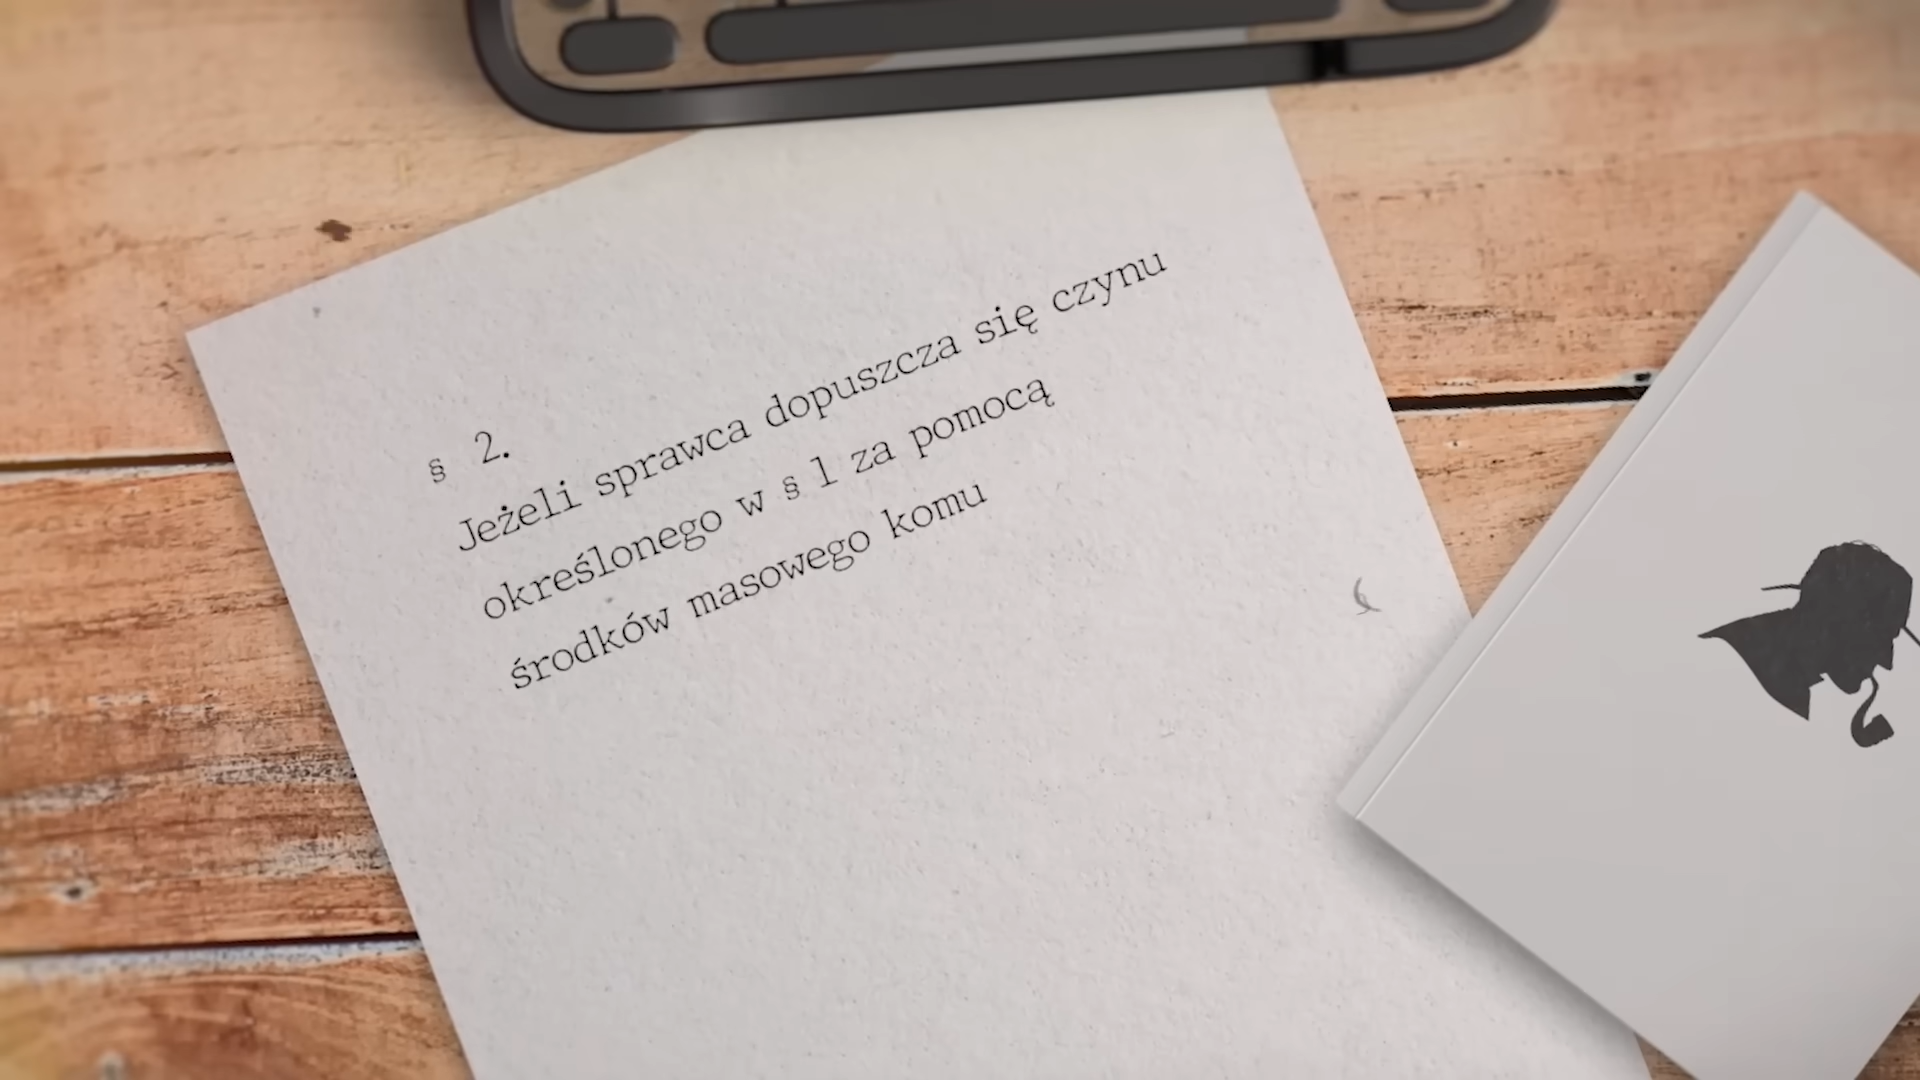 § 2.
Jeżeli sprawca dopuszcza się czynu
określonego w § 1 za pomocą
środków masowego komu